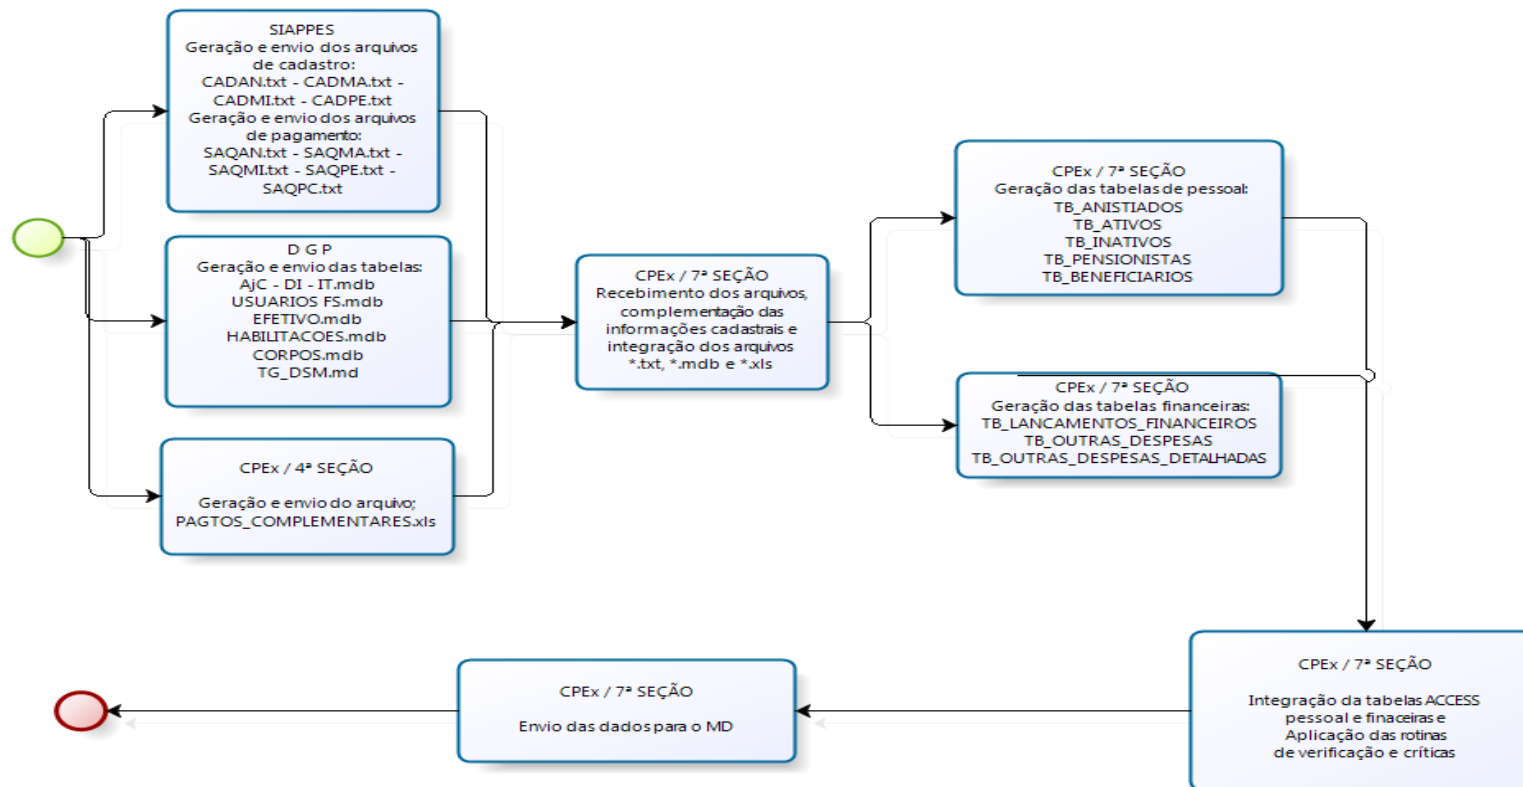 SIAPPES
Geração e envio dos arquivos
de cadastro:
CADAN.txt - CADMA.txt -
CADMI.txt - CADPE.txt
Geração e envio dos arquivos
de pagamento:
SAQAN.txt - SAQMA.txt -
SAQMI.txt - SAQPE.txt -
SAQPC.txt
D G P
Geração e envio das tabelas:
AjC - DI - IT.mdb
USUARIOS FS.mdb
EFETIVO.mdb
HABILITACOES.mdb
CORPOS.mdb
TG_DSM.md
CPEx / 4ª SEÇÃO
Geração e envio do arquivo;
PAGTOS_COMPLEMENTARES.xls
CPEx / 7ª SEÇÃO
Recebimento dos arquivos,
complementação das
informações cadastrais e
integração dos arquivos
*.txt, *.mdb e *.xls
CPEx / 7ª SEÇÃO
Geração das tabelas de pessoal:
TB_ANISTIADOS
TB_ATIVOS
TB_INATIVOS
TB_PENSIONISTAS
TB_BENEFICIARIOS
CPEx / 7ª SEÇÃO
Geração das tabelas financeiras:
TB_LANCAMENTOS_FINANCEIROS
TB_OUTRAS_DESPESAS
TB_OUTRAS_DESPESAS_DETALHADAS
CPEx / 7ª SEÇÃO
Integração da tabelas ACCESS
pessoal e finaceiras e
Aplicação das rotinas
de verificação e críticas
CPEx / 7ª SEÇÃO
Envio das dados para o MD